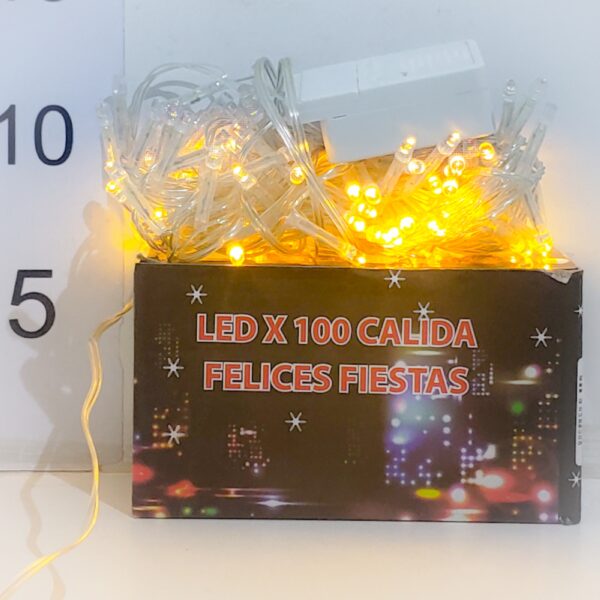 10
5
LED X 100 CALIDA
FELICES FIESTAS